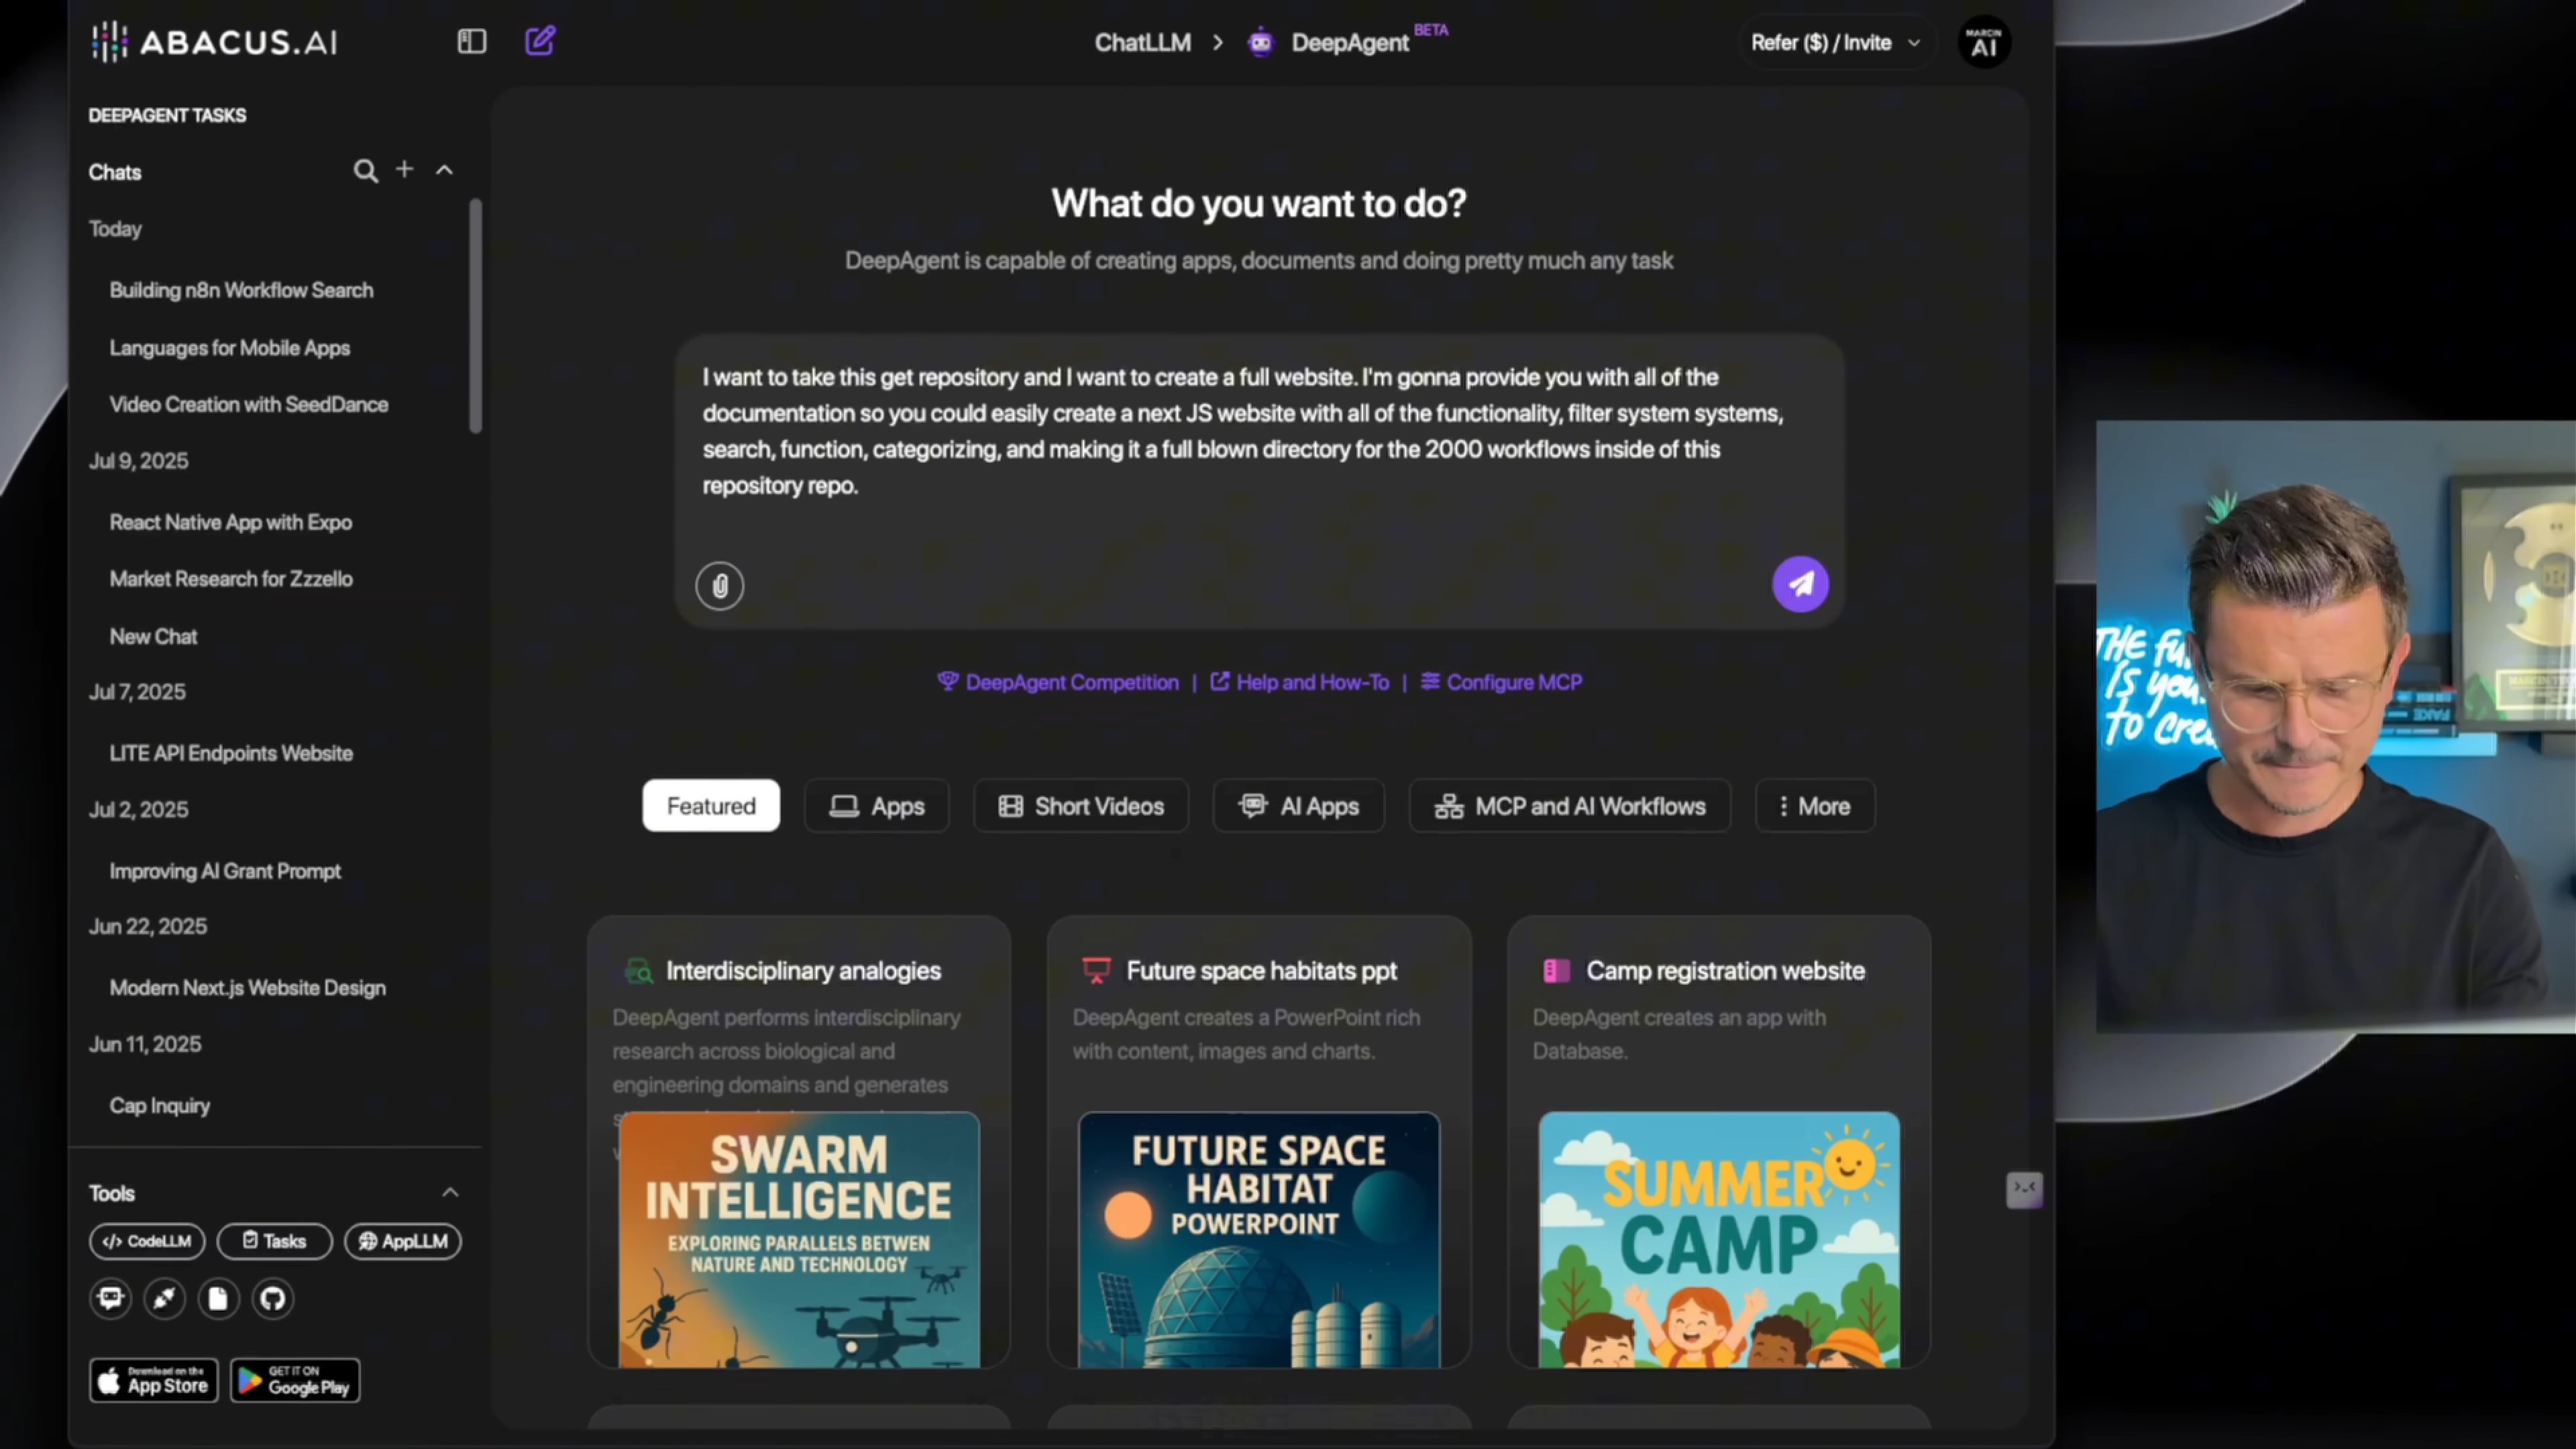 ABACUS.AI
ChatLLM > DeepAgent BETA
Refer ($) / Invite
MARCIN
AI
DEEPAGENT TASKS
Chats
Today
Building n8n Workflow Search
Languages for Mobile Apps
Video Creation with SeedDance
Jul 9, 2025
React Native App with Expo
Market Research for Zzzello
New Chat
Jul 7, 2025
LITE API Endpoints Website
Jul 2, 2025
Improving AI Grant Prompt
Jun 22, 2025
Modern Next.js Website Design
Jun 11, 2025
Cap Inquiry
Tools
</> CodeLLM
Tasks
AppLLM
Download on the
App Store
GET IT ON
Google Play
What do you want to do?
DeepAgent is capable of creating apps, documents and doing pretty much any task
I want to take this get repository and I want to create a full website. I'm gonna provide you with all of the
documentation so you could easily create a next JS website with all of the functionality, filter system systems,
search, function, categorizing, and making it a full blown directory for the 2000 workflows inside of this
repository repo.
DeepAgent Competition | Help and How-To | Configure MCP
Featured
Apps
Short Videos
AI Apps
MCP and AI Workflows
More
Interdisciplinary analogies
DeepAgent performs interdisciplinary
research across biological and
engineering domains and generates
SWARM
INTELLIGENCE
EXPLORING PARALLELS BETWEN
NATURE AND TECHNOLOGY
Future space habitats ppt
DeepAgent creates a PowerPoint rich
with content, images and charts.
FUTURE SPACE
HABITAT
POWERPOINT
Camp registration website
DeepAgent creates an app with
Database.
SUMMER
CAMP
THE
IS
to